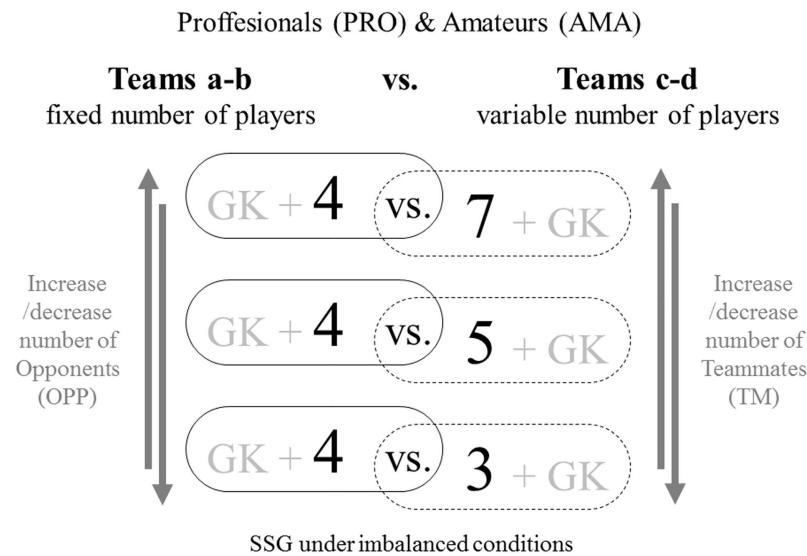 Proffesionals (PRO) & Amateurs (AMA)
Teams a-b vs. Teams c-d
fixed number of players variable number of players
GK + 4 vs. 7 + GK
Increase
/decrease
number of
Opponents
(OPP)
GK + 4 vs. 5 + GK
Increase
/decrease
number of
Teammates
(TM)
GK + 4 vs. 3 + GK
SSG under imbalanced conditions